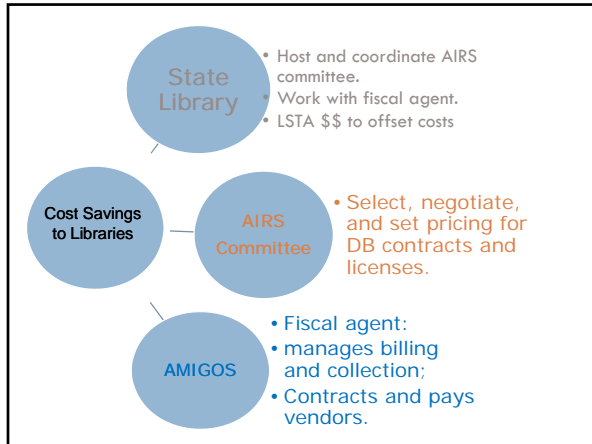 State
Library
• Host and coordinate AIRS
committee.
• Work with fiscal agent.
• LSTA $$ to offset costs
Cost Savings
to Libraries
AIRS
Committee
• Select, negotiate,
and set pricing for
DB contracts and
licenses.
AMIGOS
• Fiscal agent:
• manages billing
and collection;
• Contracts and pays
vendors.